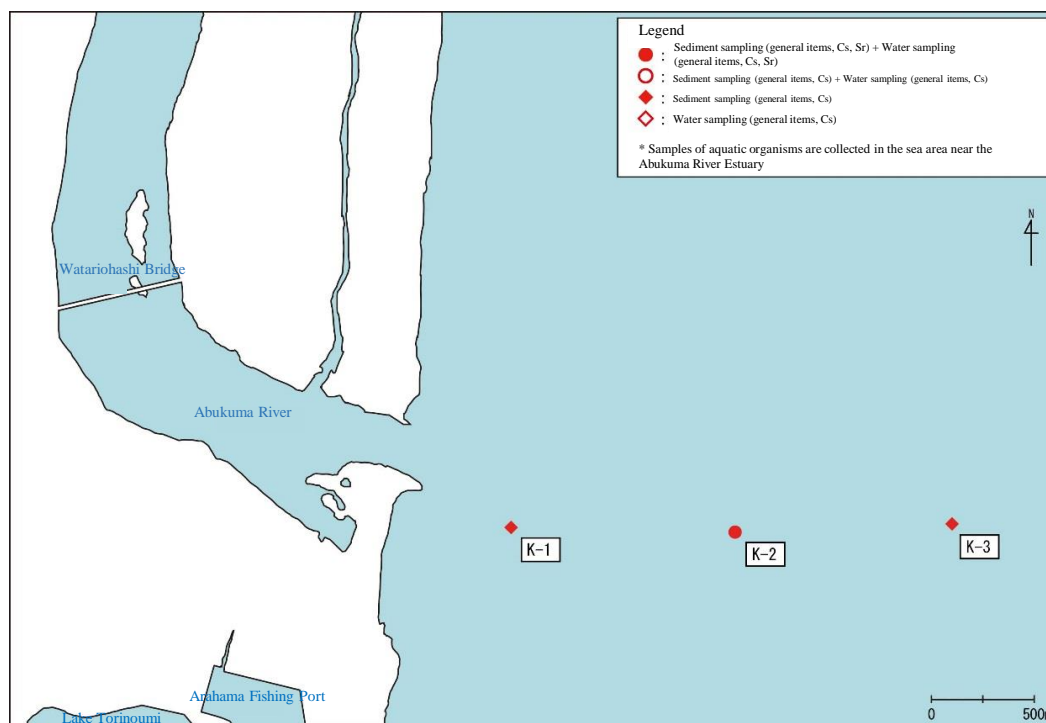 Legend
: Sediment sampling (general items, Cs, Sr) + Water sampling
(general items, Cs, Sr)
: Sediment sampling (general items, Cs) + Water sampling (general items, Cs)
: Sediment sampling (general items, Cs)
: Water sampling (general items, Cs)
* Samples of aquatic organisms are collected in the sea area near the
Abukuma River Estuary
N
Watariohashi Bridge
Abukuma River
K-1
K-2
K-3
Arahama Fishing Port
Lake Torinoumi
0 500